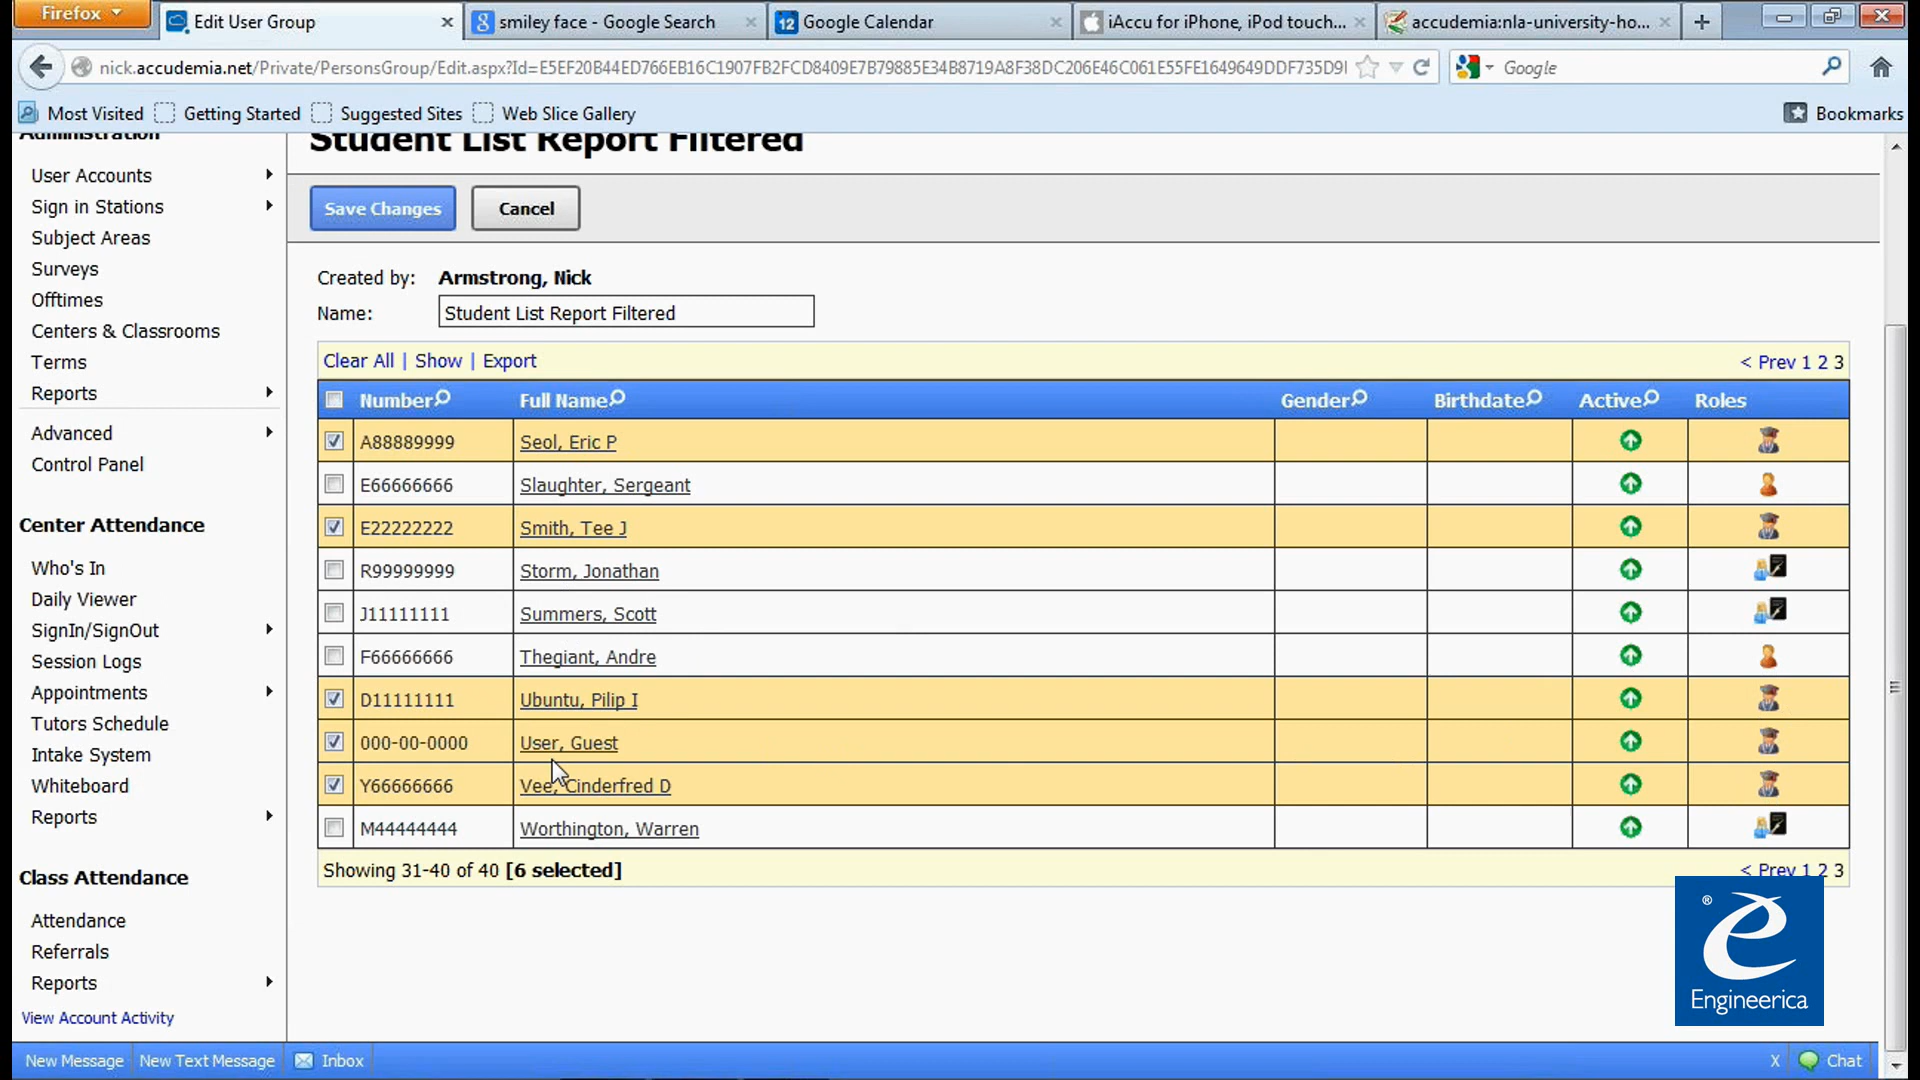 Firefox
Edit User Group
smiley face - Google Search
12 Google Calendar
iAccu for iPhone, iPod touch...
accudemia:nla-university-ho...
nick.accudemia.net/Private/PersonsGroup/Edit.aspx?Id=E5EF20B44ED766EB16C1907FB2FCD8409E7B79885E34B8719A8F38DC206E46C061E55FE1649649DDF735D9
Google
Most Visited
Getting Started
Suggested Sites
Web Slice Gallery
Bookmarks
Administration
User Accounts
Sign in Stations
Subject Areas
Surveys
Offtimes
Centers & Classrooms
Terms
Reports
Advanced
Control Panel
Center Attendance
Who's In
Daily Viewer
SignIn/SignOut
Session Logs
Appointments
Tutors Schedule
Intake System
Whiteboard
Reports
Class Attendance
Attendance
Referrals
Reports
View Account Activity
Student List Report Filtered
Save Changes Cancel
Created by: Armstrong, Nick
Name: Student List Report Filtered
Clear All | Show | Export < Prev 1 2 3
Number Full Name Gender Birthdate Active Roles
A88889999 Seol, Eric P
E66666666 Slaughter, Sergeant
E22222222 Smith, Tee J
R99999999 Storm, Jonathan
J11111111 Summers, Scott
F66666666 Thegiant, Andre
D11111111 Ubuntu, Pilip I
000-00-0000 User, Guest
Y66666666 Vee, Cinderfred D
M44444444 Worthington, Warren
Showing 31-40 of 40 [6 selected] < Prev 1 2 3
®
Engineerica
New Message New Text Message Inbox X Chat